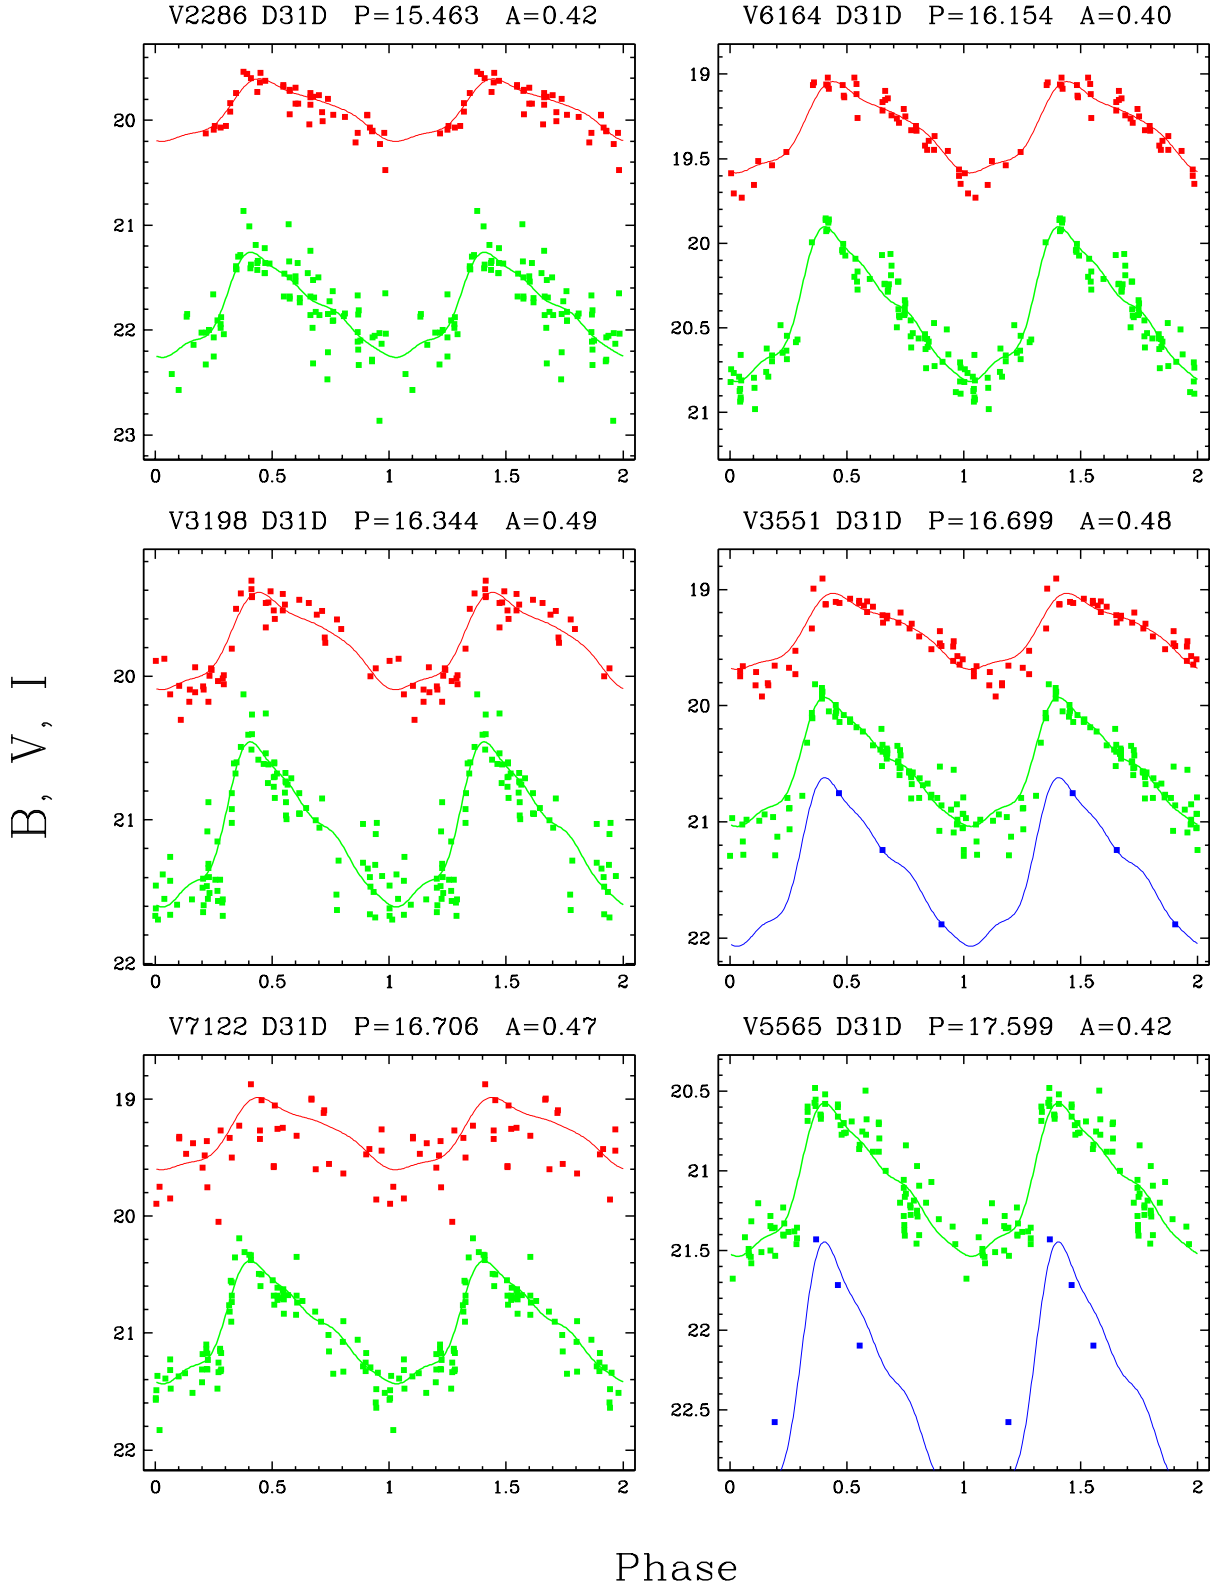 V2286 D31D P=15.463 A=0.42
V6164 D31D P=16.154 A=0.40
20
21
22
23
0 0.5 1 1.5 2
19
19.5
20
20.5
21
0 0.5 1 1.5 2
V3198 D31D P=16.344 A=0.49
V3551 D31D P=16.699 A=0.48
20
21
22
0 0.5 1 1.5 2
19
20
21
22
0 0.5 1 1.5 2
B, V, I
V7122 D31D P=16.706 A=0.47
V5565 D31D P=17.599 A=0.42
19
20
21
22
0 0.5 1 1.5 2
20.5
21
21.5
22
22.5
0 0.5 1 1.5 2
Phase